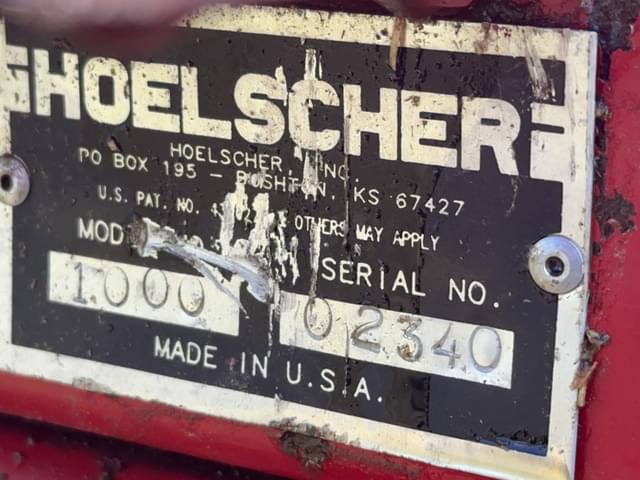 HOELSCHER
HOELSCHER, INC.
PO BOX 195 – BUSHTON, KS 67427
U.S. PAT. NO. OTHERS MAY APPLY
SERIAL NO.
1000 02340
MADE IN U.S.A.